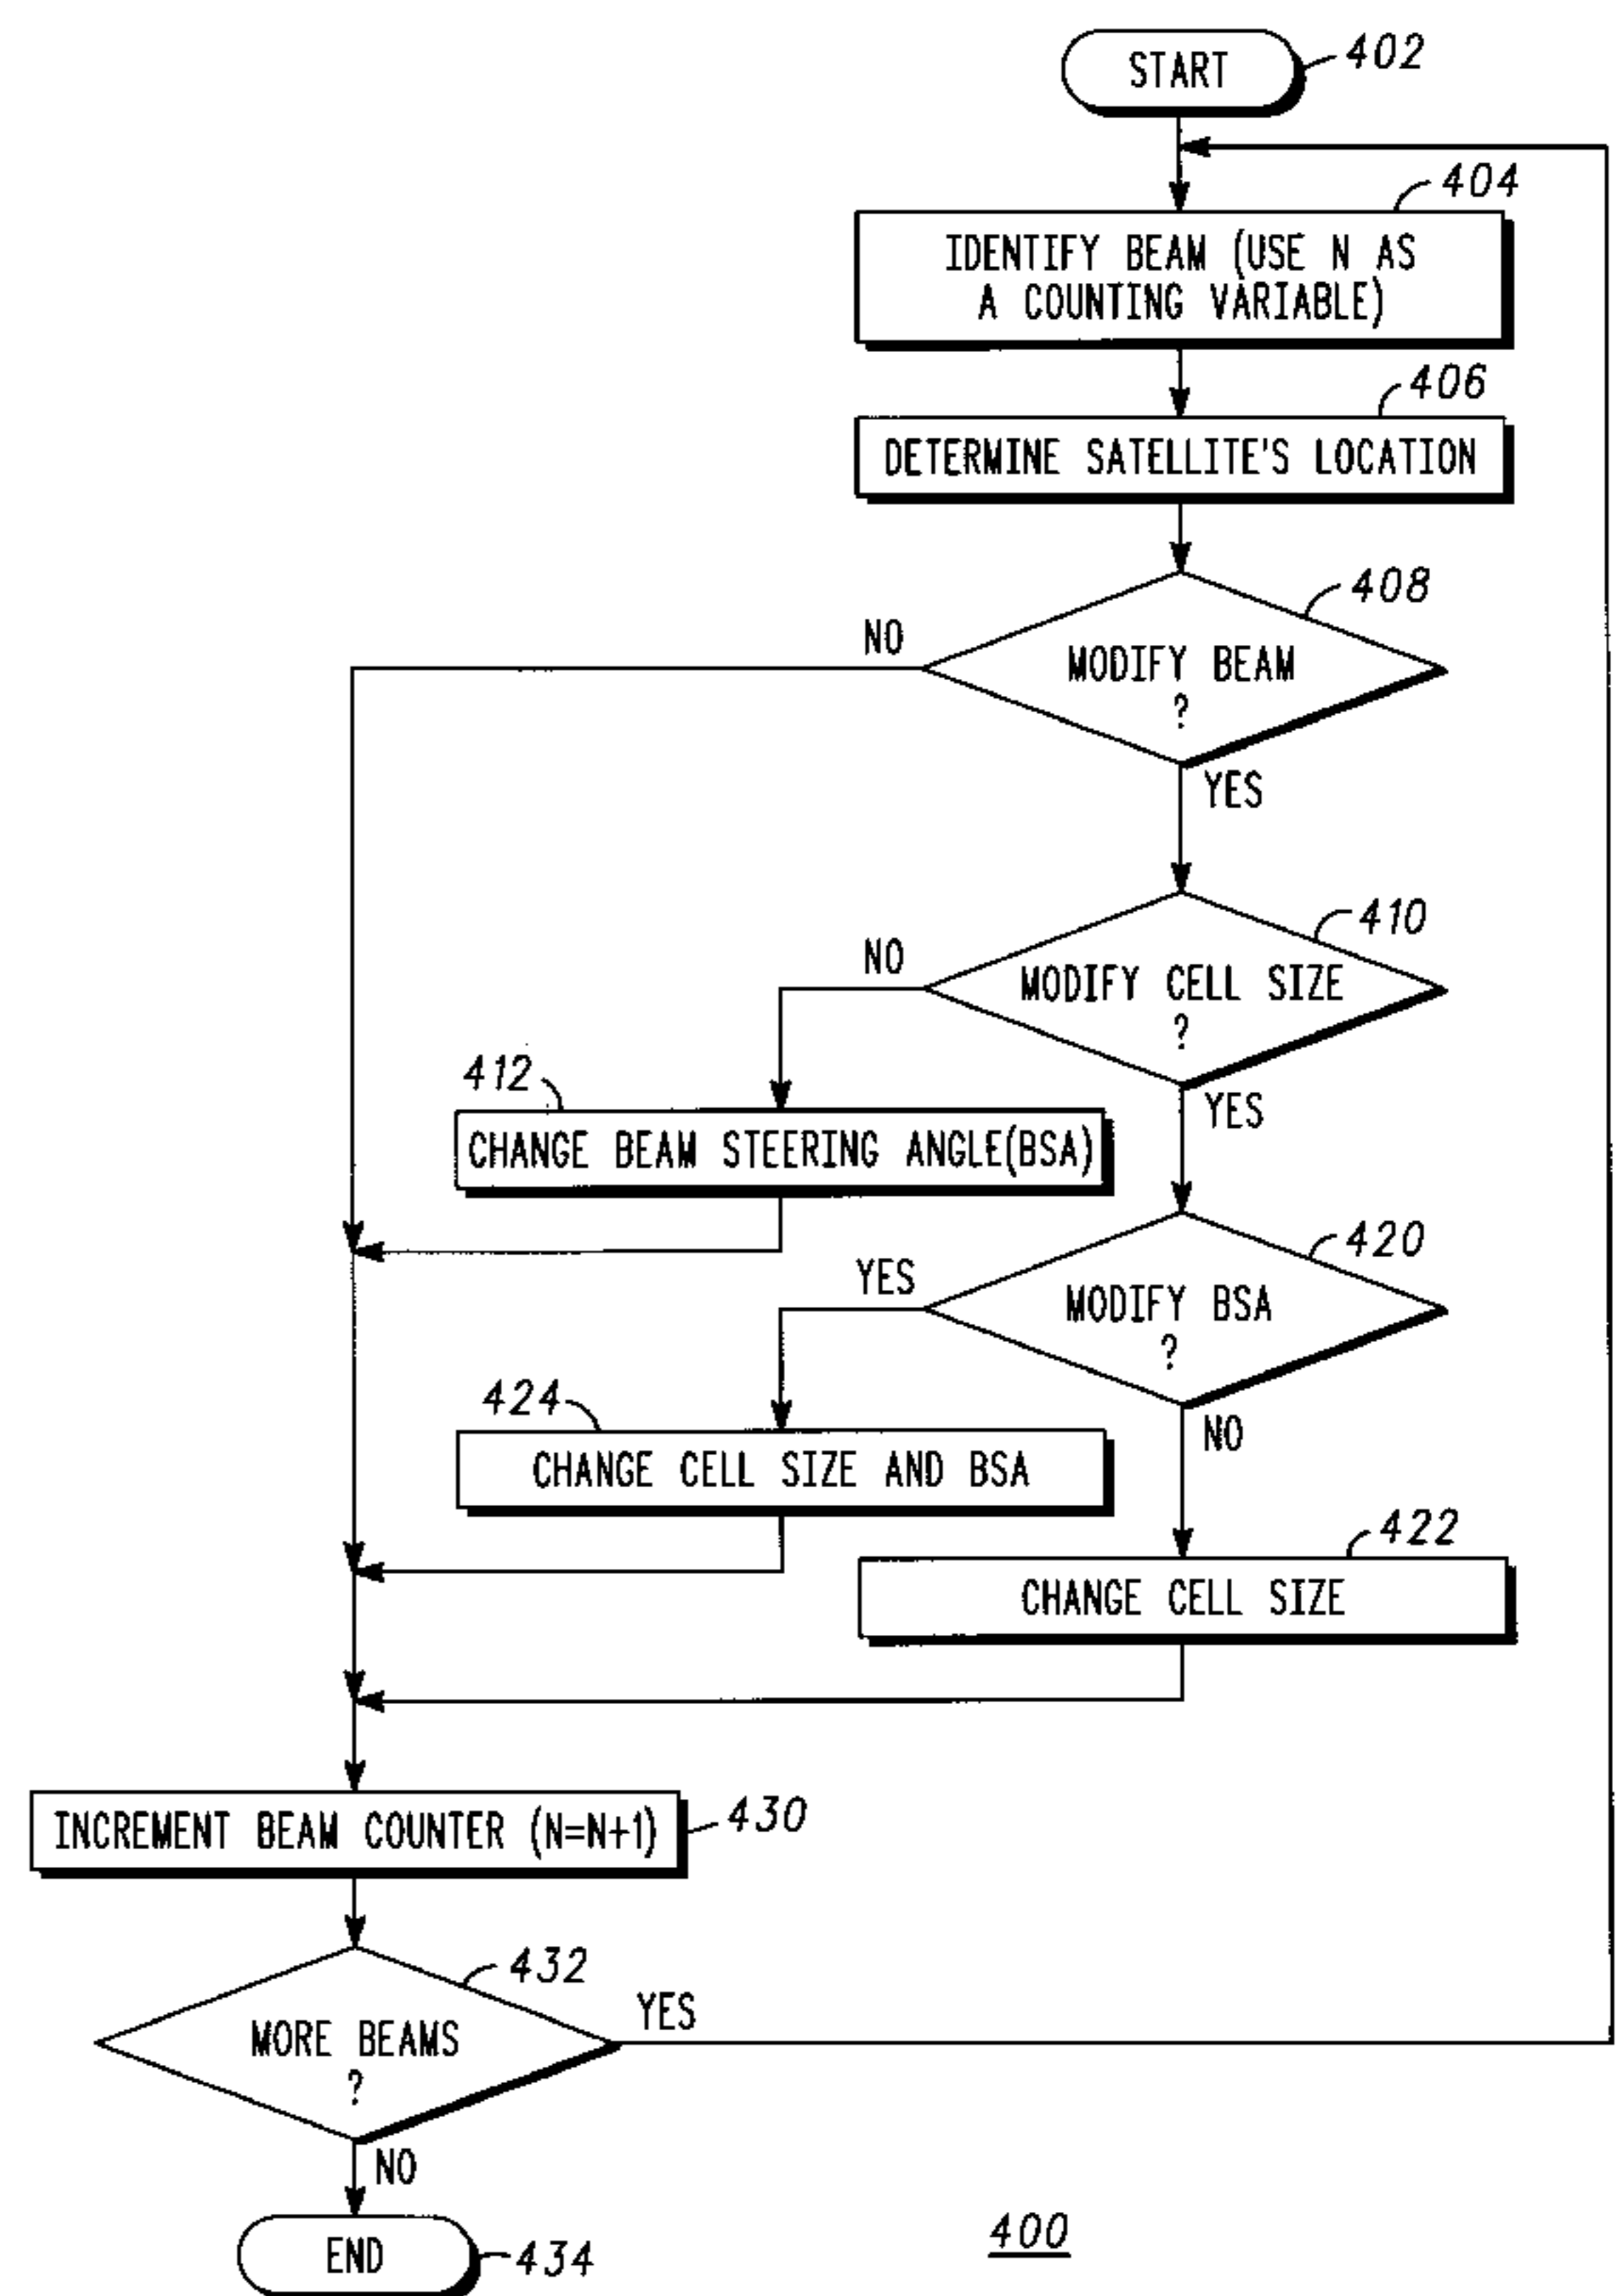 START
402
404
IDENTIFY BEAM (USE N AS
A COUNTING VARIABLE)
406
DETERMINE SATELLITE'S LOCATION
408
NO
MODIFY BEAM
?
YES
410
NO
MODIFY CELL SIZE
?
YES
412
CHANGE BEAM STEERING ANGLE(BSA)
420
YES
MODIFY BSA
?
NO
424
CHANGE CELL SIZE AND BSA
422
CHANGE CELL SIZE
INCREMENT BEAM COUNTER (N=N+1)
430
432
YES
MORE BEAMS
?
NO
END
434
400